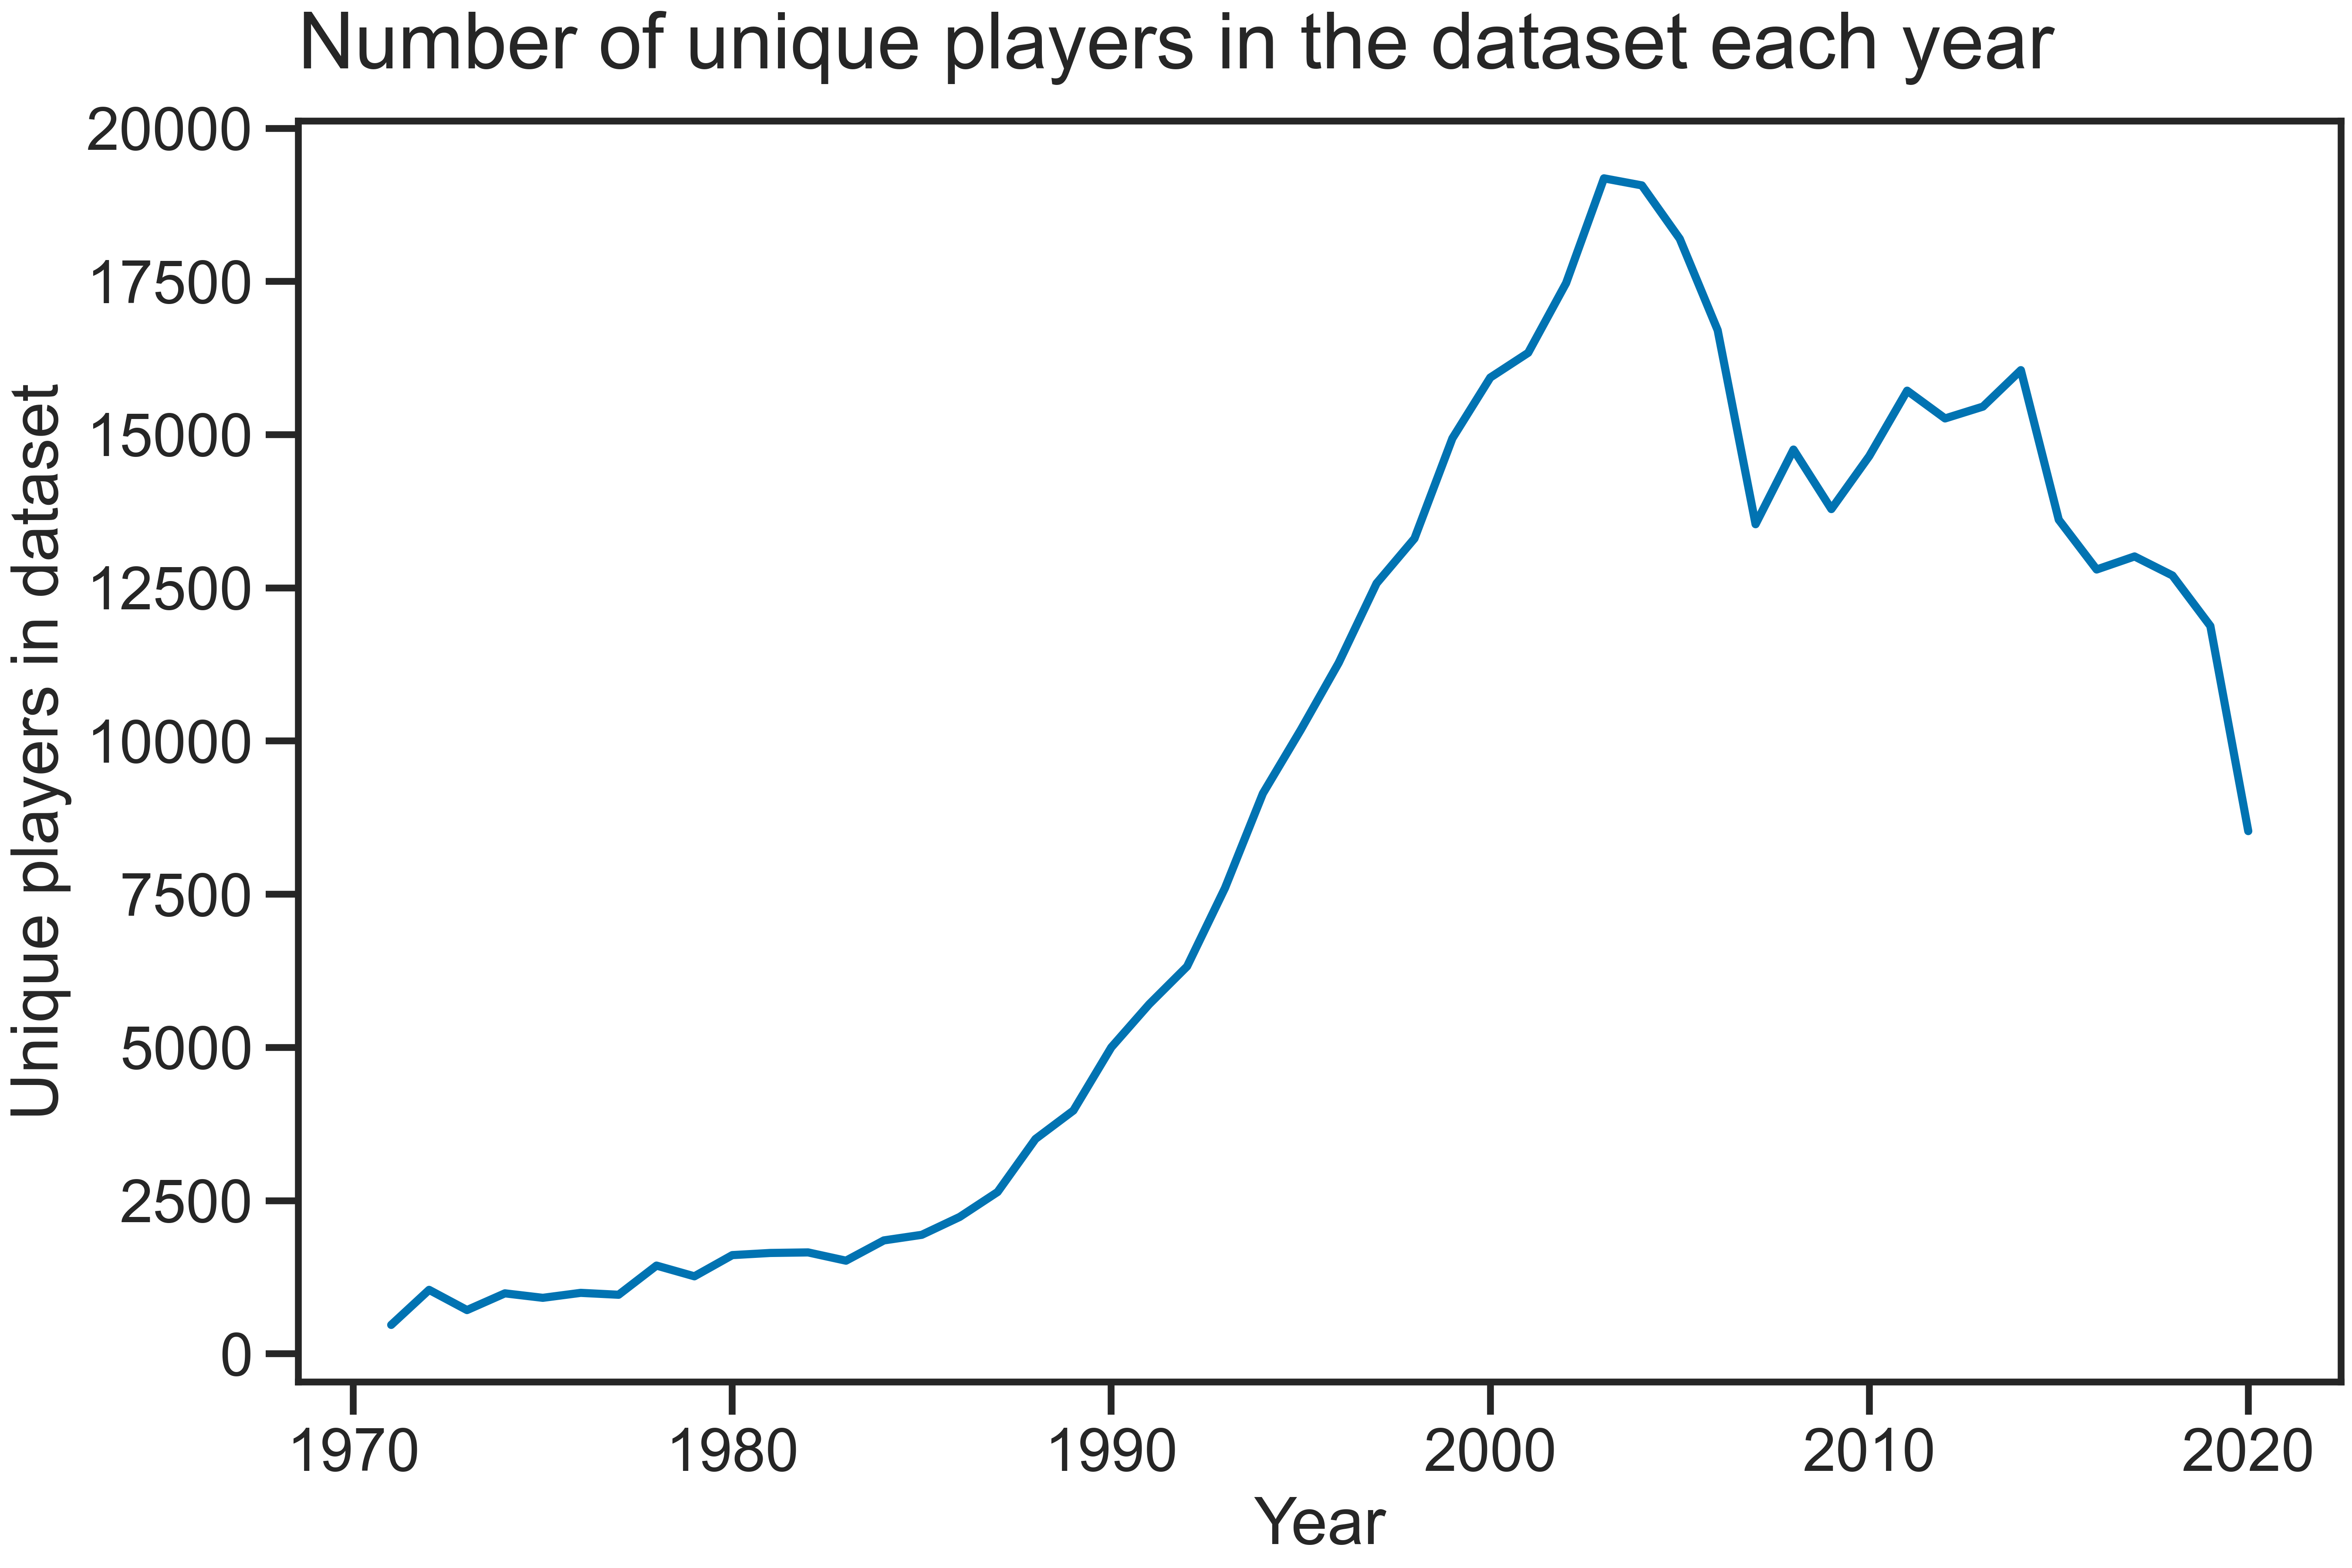 Number of unique players in the dataset each year
Unique players in dataset
20000
17500
15000
12500
10000
7500
5000
2500
0
1970 1980 1990 2000 2010 2020
Year